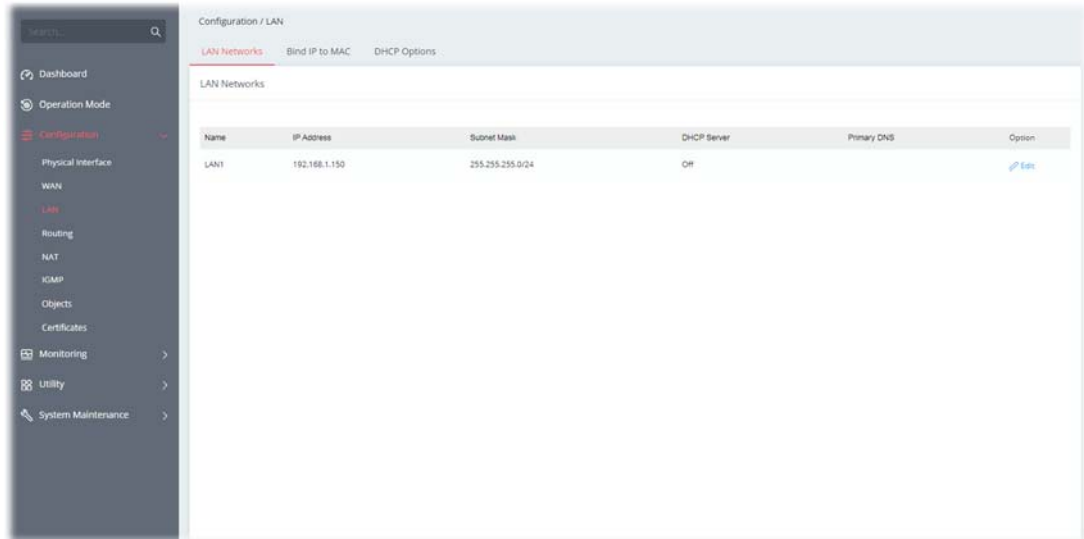 Search...
Dashboard
Operation Mode
Configuration
Physical Interface
WAN
LAN
Routing
NAT
IGMP
Objects
Certificates
Monitoring
Utility
System Maintenance
Configuration / LAN
LAN Networks Bind IP to MAC DHCP Options
LAN Networks
Name IP Address Subnet Mask DHCP Server Primary DNS Option
LAN1 192.168.1.150 255.255.255.0/24 Off Edit